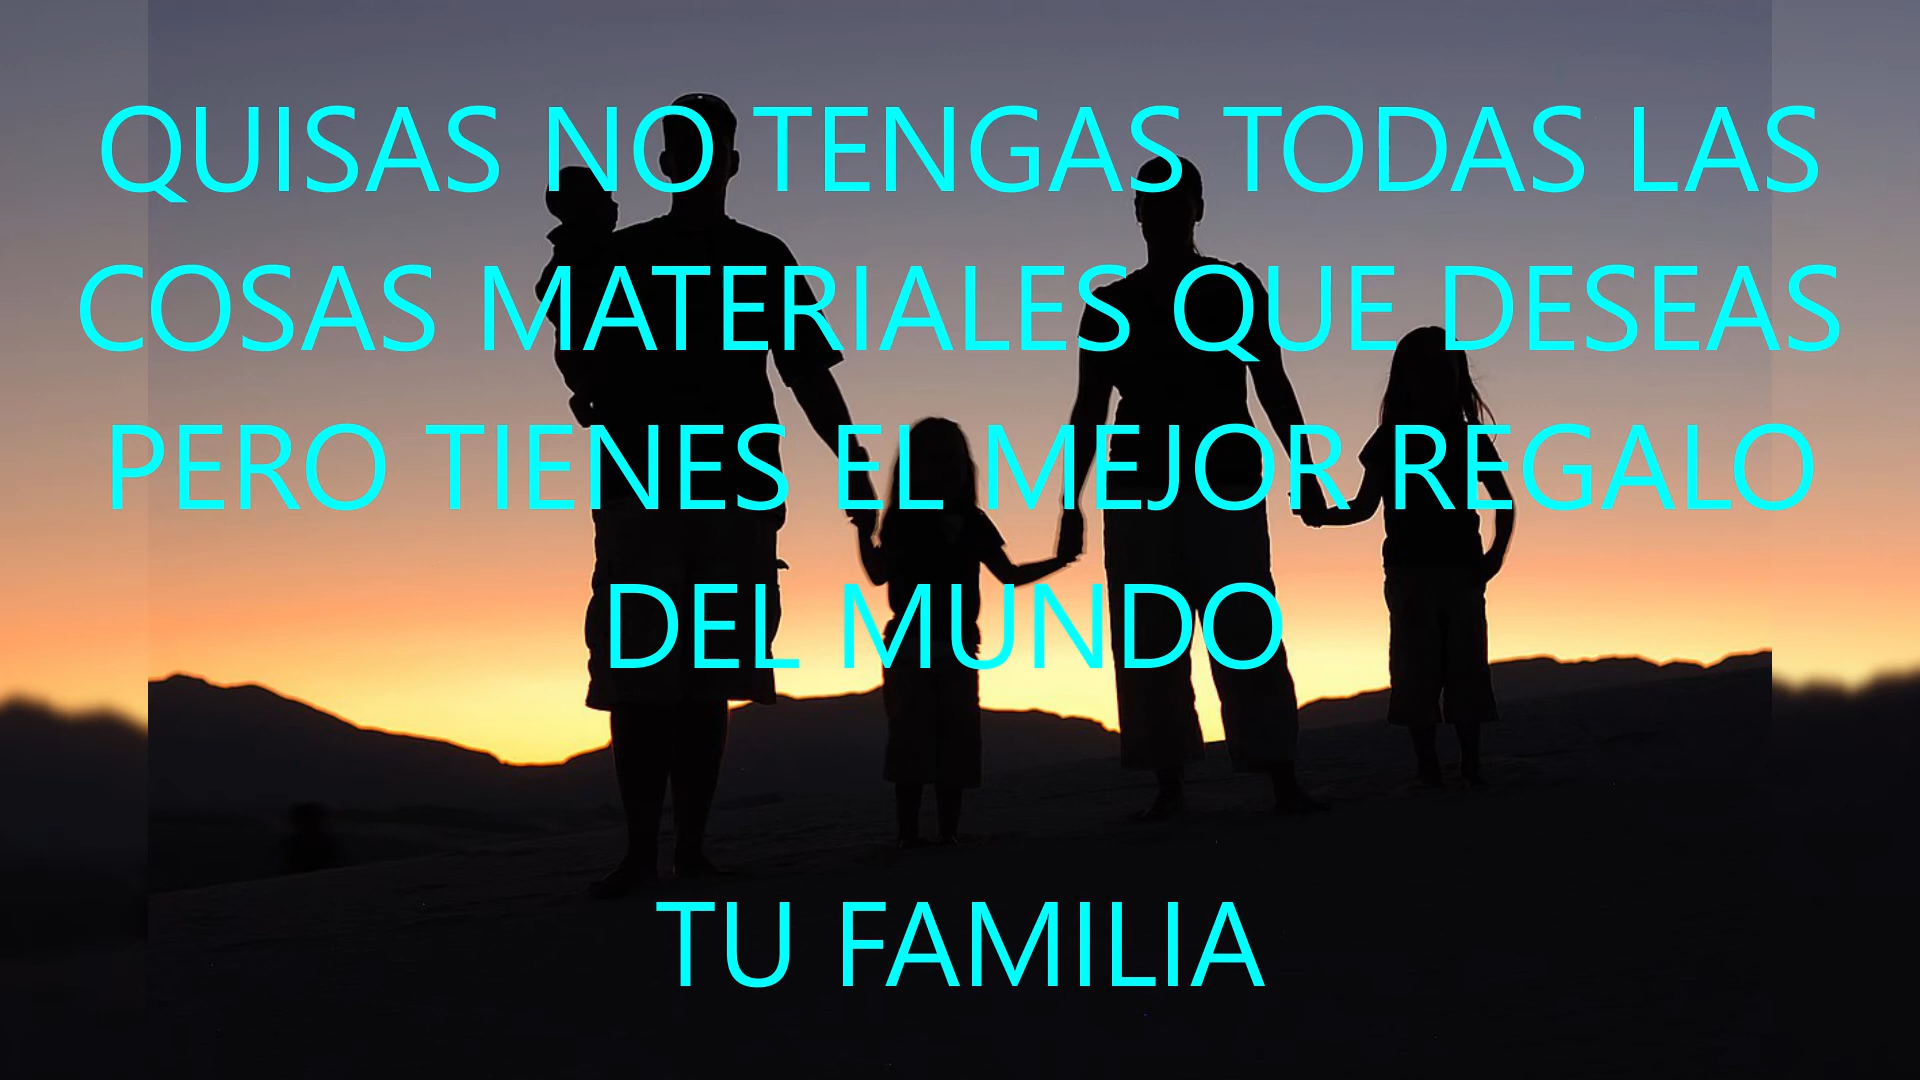 QUISAS NO TENGAS TODAS LAS
COSAS MATERIALES QUE DESEAS
PERO TIENES EL MEJOR REGALO
DEL MUNDO
TU FAMILIA